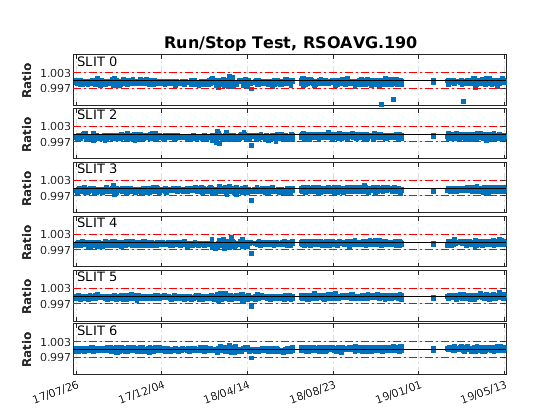 Run/Stop Test, RSOAVG.190
SLIT 0
Ratio
1.003
0.997
SLIT 2
Ratio
1.003
0.997
SLIT 3
Ratio
1.003
0.997
SLIT 4
Ratio
1.003
0.997
SLIT 5
Ratio
1.003
0.997
SLIT 6
Ratio
1.003
0.997
17/07/26 17/12/04 18/04/14 18/08/23 19/01/01 19/05/13